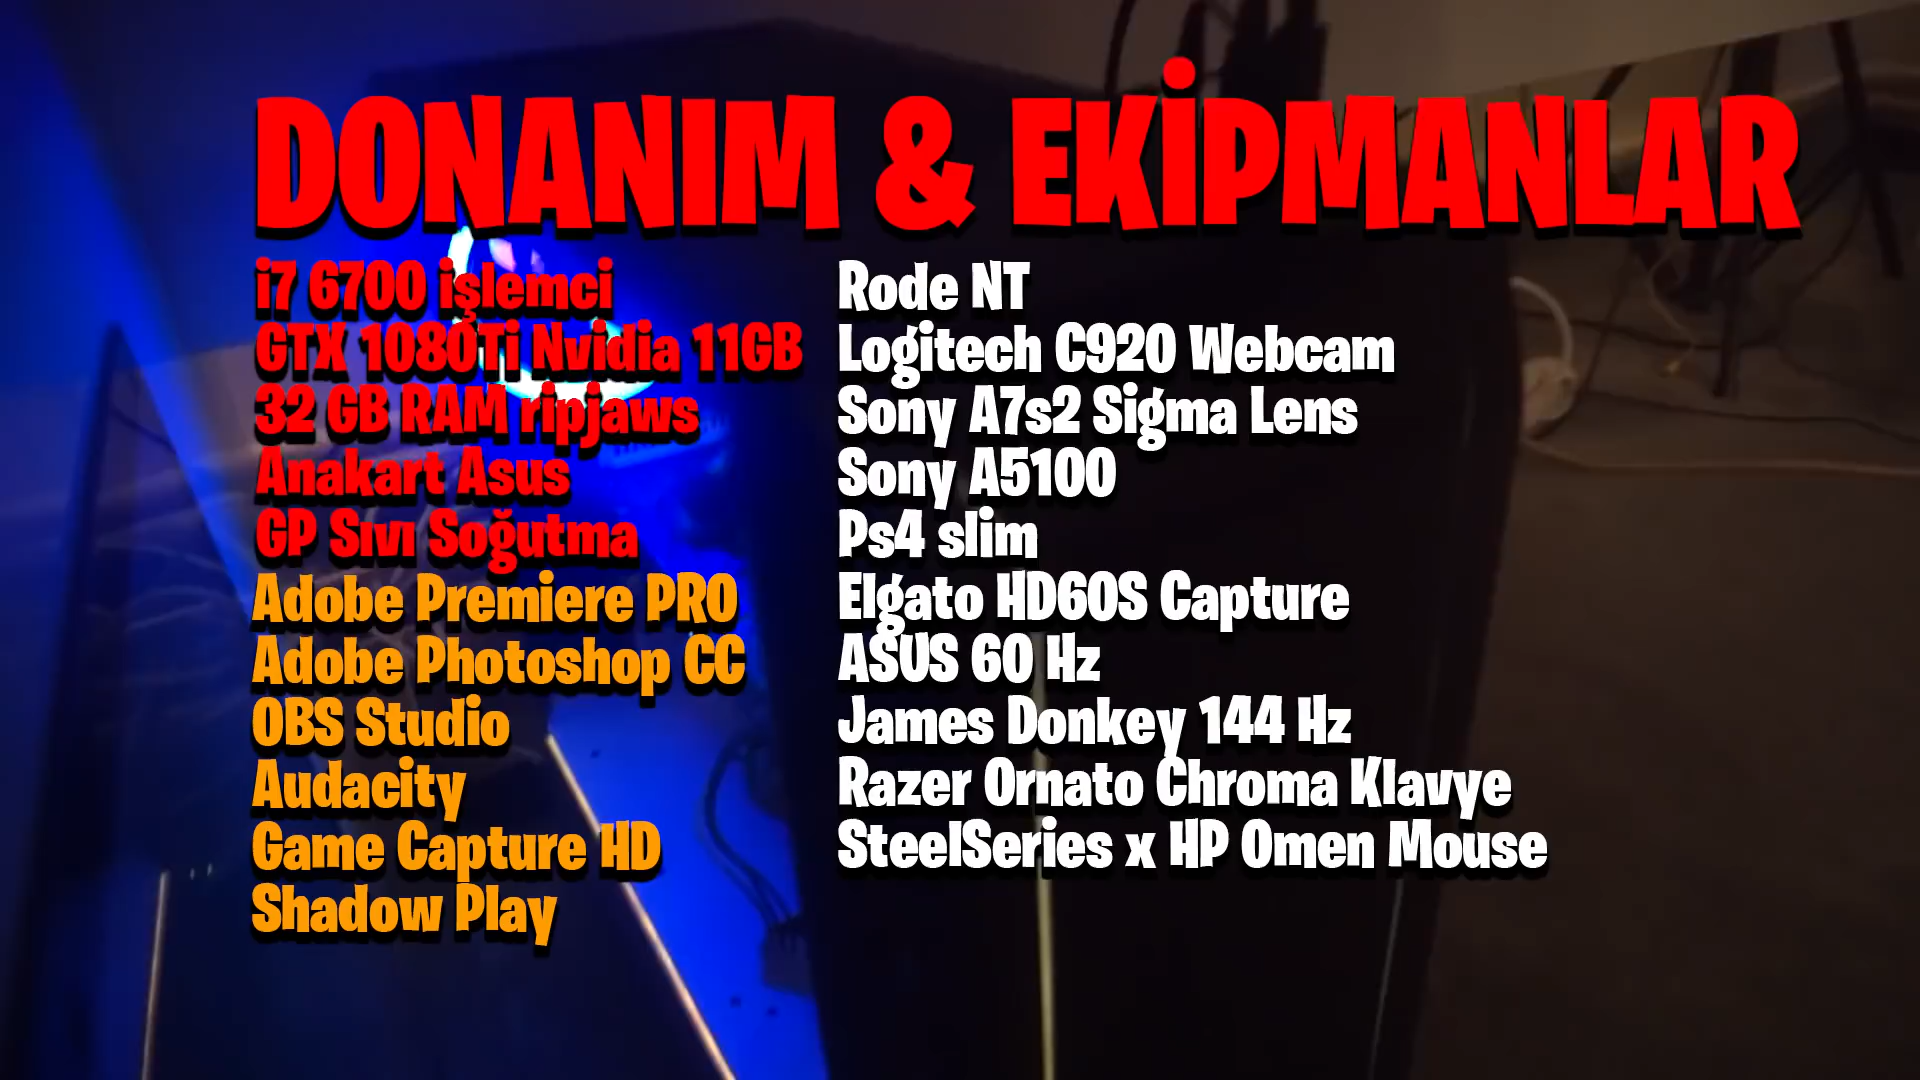 DONANIM & EKİPMANLAR
i7 6700 işlemci
GTX 1080Ti Nvidia 11GB
32 GB RAM ripjaws
Anakart Asus
GP Sıvı Soğutma
Adobe Premiere PRO
Adobe Photoshop CC
OBS Studio
Audacity
Game Capture HD
Shadow Play
Rode NT
Logitech C920 Webcam
Sony A7s2 Sigma Lens
Sony A5100
Ps4 slim
Elgato HD60S Capture
ASUS 60 Hz
James Donkey 144 Hz
Razer Ornato Chroma Klavye
SteelSeries x HP Omen Mouse